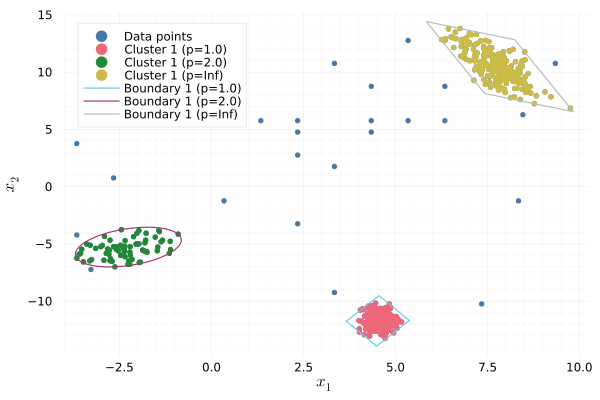 15
10
5
0
−5
−10
−2.5
0.0
2.5
5.0
7.5
10.0
x₂
x₁
Data points
Cluster 1 (p=1.0)
Cluster 1 (p=2.0)
Cluster 1 (p=Inf)
Boundary 1 (p=1.0)
Boundary 1 (p=2.0)
Boundary 1 (p=Inf)